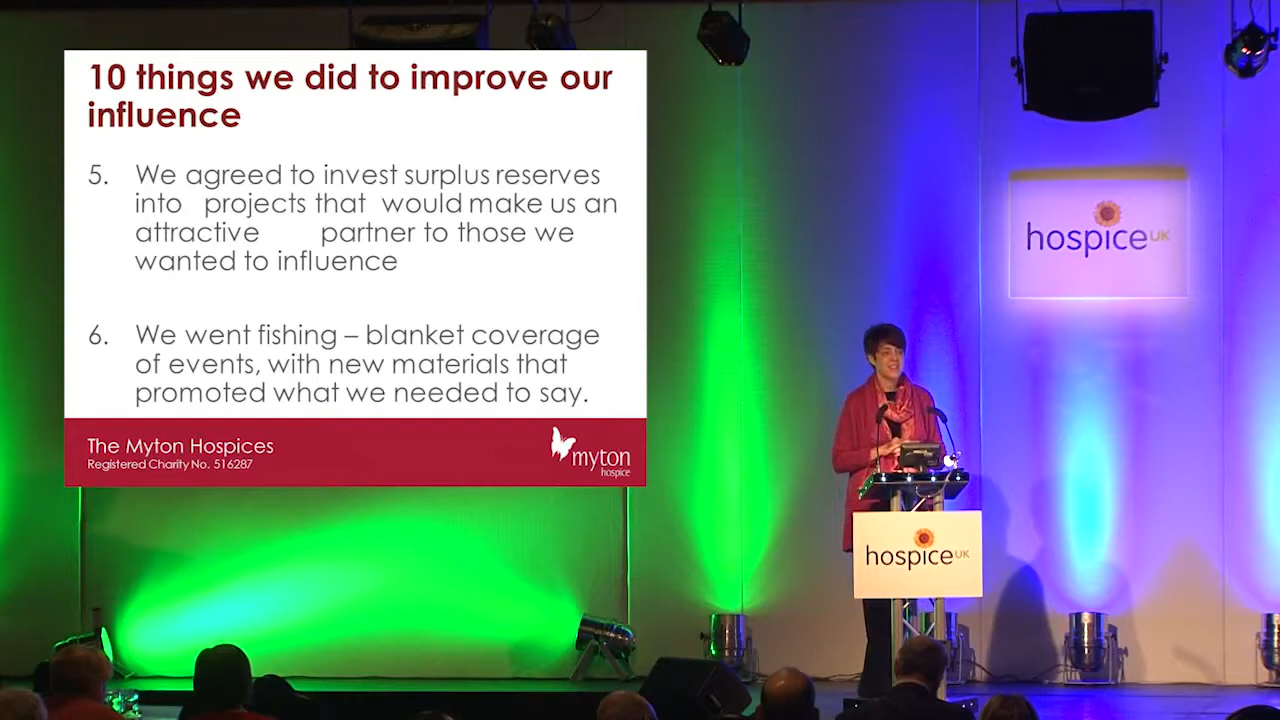 10 things we did to improve our
influence
5. We agreed to invest surplus reserves
into projects that would make us an
attractive partner to those we
wanted to influence
6. We went fishing – blanket coverage
of events, with new materials that
promoted what we needed to say.
The Myton Hospices
Registered Charity No. 516287
myton
hospice
hospice UK
hospice UK